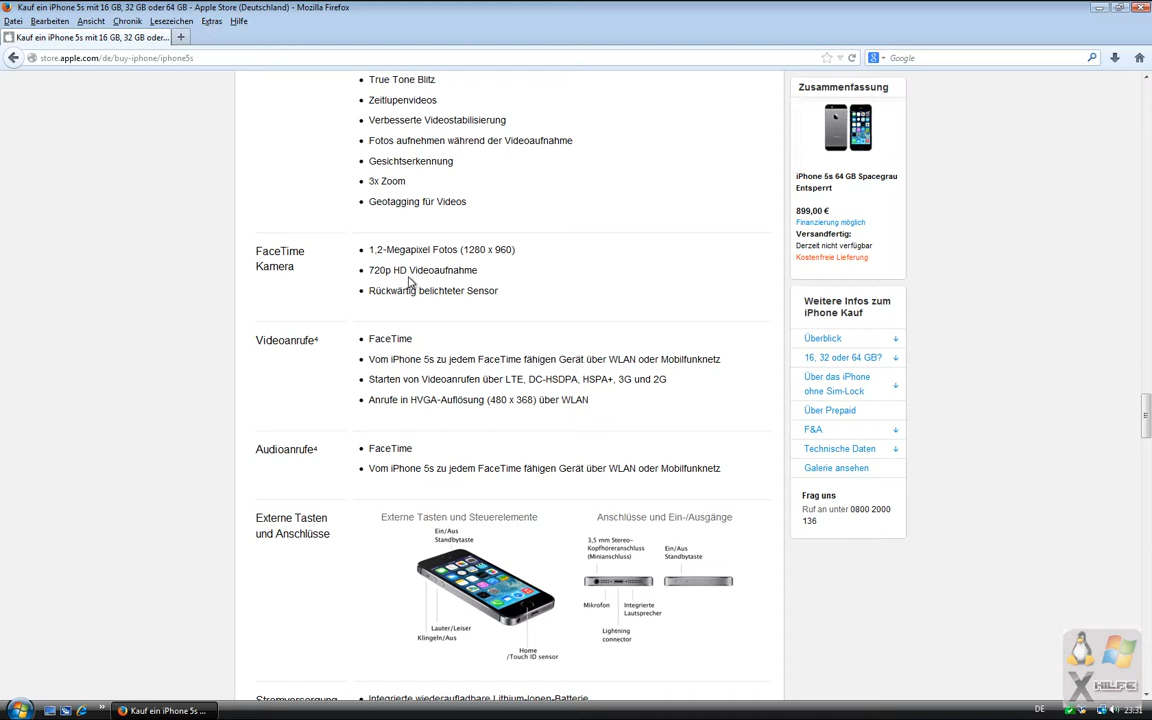 Kauf ein iPhone 5s mit 16 GB, 32 GB oder 64 GB - Apple Store (Deutschland) - Mozilla Firefox
Datei Bearbeiten Ansicht Chronik Lesezeichen Extras Hilfe
Kauf ein iPhone 5s mit 16 GB, 32 GB oder...
store.apple.com/de/buy-iphone/iphone5s
Google
True Tone Blitz
Zeitlupenvideos
Verbesserte Videostabilisierung
Fotos aufnehmen während der Videoaufnahme
Gesichtserkennung
3x Zoom
Geotagging für Videos
FaceTime
Kamera
1,2-Megapixel Fotos (1280 x 960)
720p HD Videoaufnahme
Rückwärtig belichteter Sensor
Videoanrufe⁴
FaceTime
Vom iPhone 5s zu jedem FaceTime fähigen Gerät über WLAN oder Mobilfunknetz
Starten von Videoanrufen über LTE, DC-HSDPA, HSPA+, 3G und 2G
Anrufe in HVGA-Auflösung (480 x 368) über WLAN
Audioanrufe⁴
FaceTime
Vom iPhone 5s zu jedem FaceTime fähigen Gerät über WLAN oder Mobilfunknetz
Externe Tasten
und Anschlüsse
Externe Tasten und Steuerelemente
Ein/Aus
Standbytaste
Lauter/Leiser
Klingeln/Aus
Home
/Touch ID sensor
Anschlüsse und Ein-/Ausgänge
3,5 mm Stereo-
Kopfhöreranschluss
(Minianschluss)
Ein/Aus
Standbytaste
Mikrofon
Integrierte
Lautsprecher
Lightning
connector
Stromversorgung
Integrierte wiederaufladbare Lithium-Ionen-Batterie
Zusammenfassung
iPhone 5s 64 GB Spacegrau
Entsperrt
899,00 €
Finanzierung möglich
Versandfertig:
Derzeit nicht verfügbar
Kostenfreie Lieferung
Weitere Infos zum
iPhone Kauf
Überblick
16, 32 oder 64 GB?
Über das iPhone
ohne Sim-Lock
Über Prepaid
F&A
Technische Daten
Galerie ansehen
Frag uns
Ruf an unter 0800 2000
136
X HILFE
Kauf ein iPhone 5s ...
DE
23:31